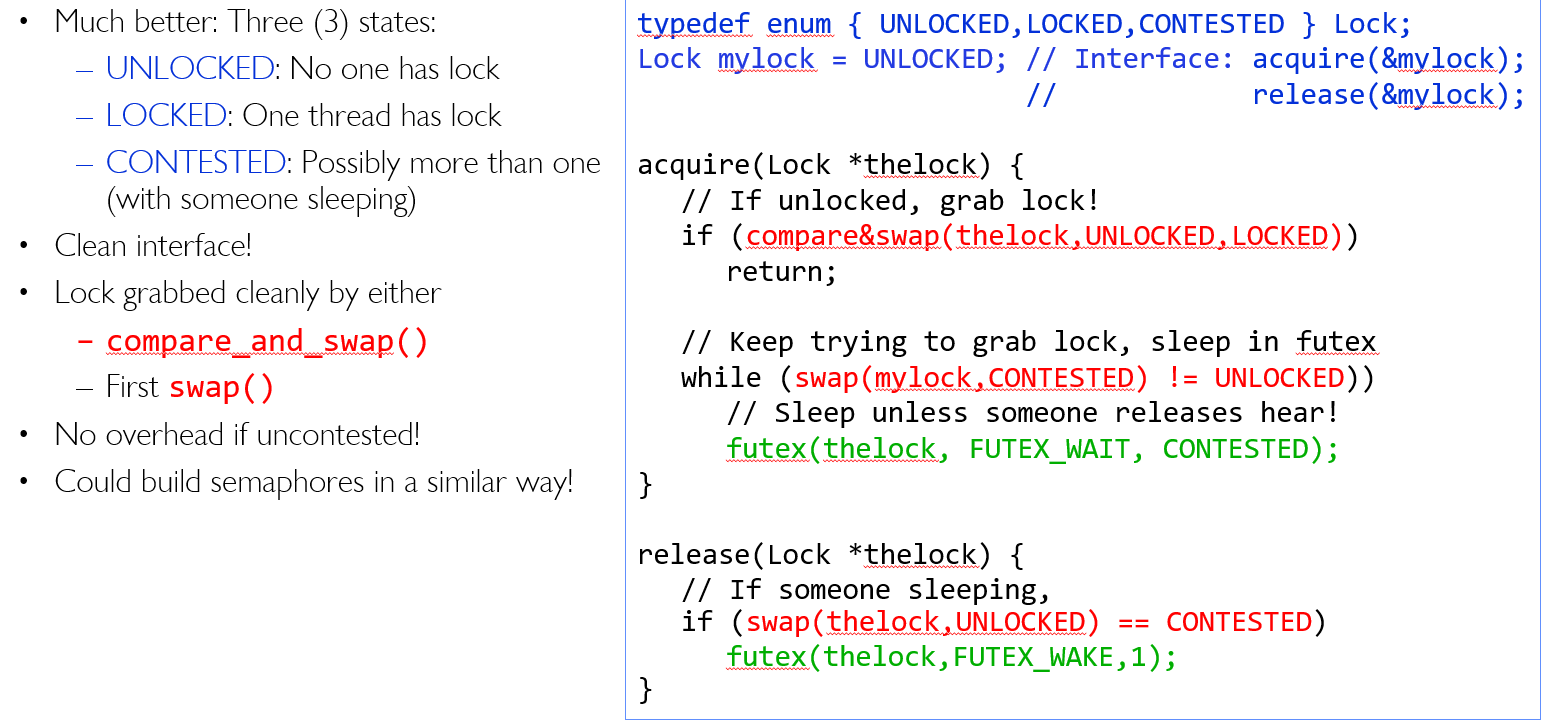 • Much better: Three (3) states:
– UNLOCKED: No one has lock
– LOCKED: One thread has lock
– CONTESTED: Possibly more than one
(with someone sleeping)
• Clean interface!
• Lock grabbed cleanly by either
– compare_and_swap()
– First swap()
• No overhead if uncontested!
• Could build semaphores in a similar way!
typedef enum { UNLOCKED,LOCKED,CONTESTED } Lock;
Lock mylock = UNLOCKED; // Interface: acquire(&mylock);
// release(&mylock);
acquire(Lock *thelock) {
// If unlocked, grab lock!
if (compare&swap(thelock,UNLOCKED,LOCKED))
return;
// Keep trying to grab lock, sleep in futex
while (swap(mylock,CONTESTED) != UNLOCKED))
// Sleep unless someone releases hear!
futex(thelock, FUTEX_WAIT, CONTESTED);
}
release(Lock *thelock) {
// If someone sleeping,
if (swap(thelock,UNLOCKED) == CONTESTED)
futex(thelock,FUTEX_WAKE,1);
}